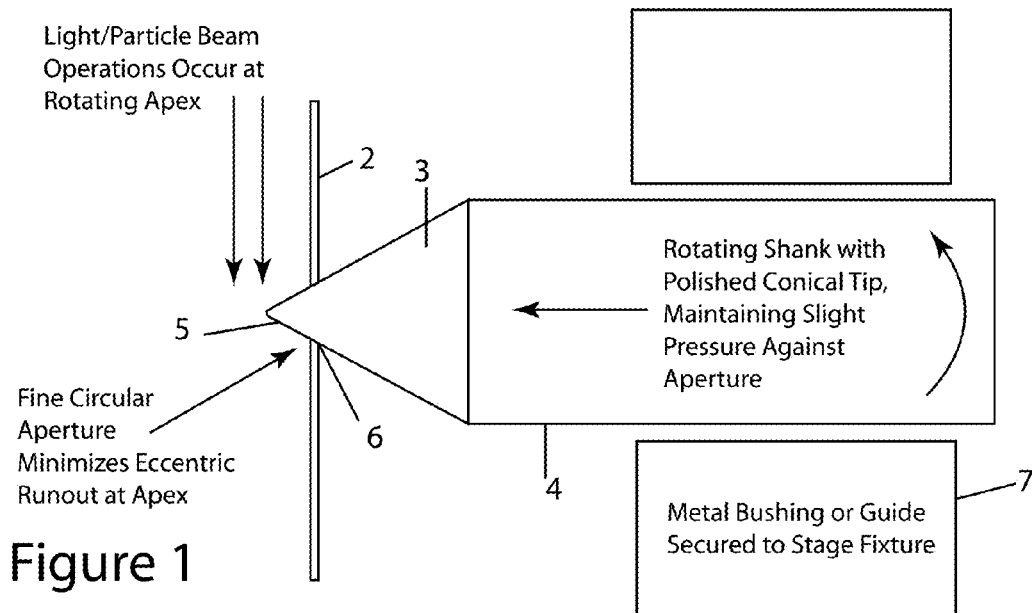 Light/Particle Beam
Operations Occur at
Rotating Apex
2
3
Rotating Shank with
Polished Conical Tip,
Maintaining Slight
Pressure Against
Aperture
5
6
Fine Circular
Aperture
Minimizes Eccentric
Runout at Apex
4
7
Metal Bushing or Guide
Secured to Stage Fixture
Figure 1